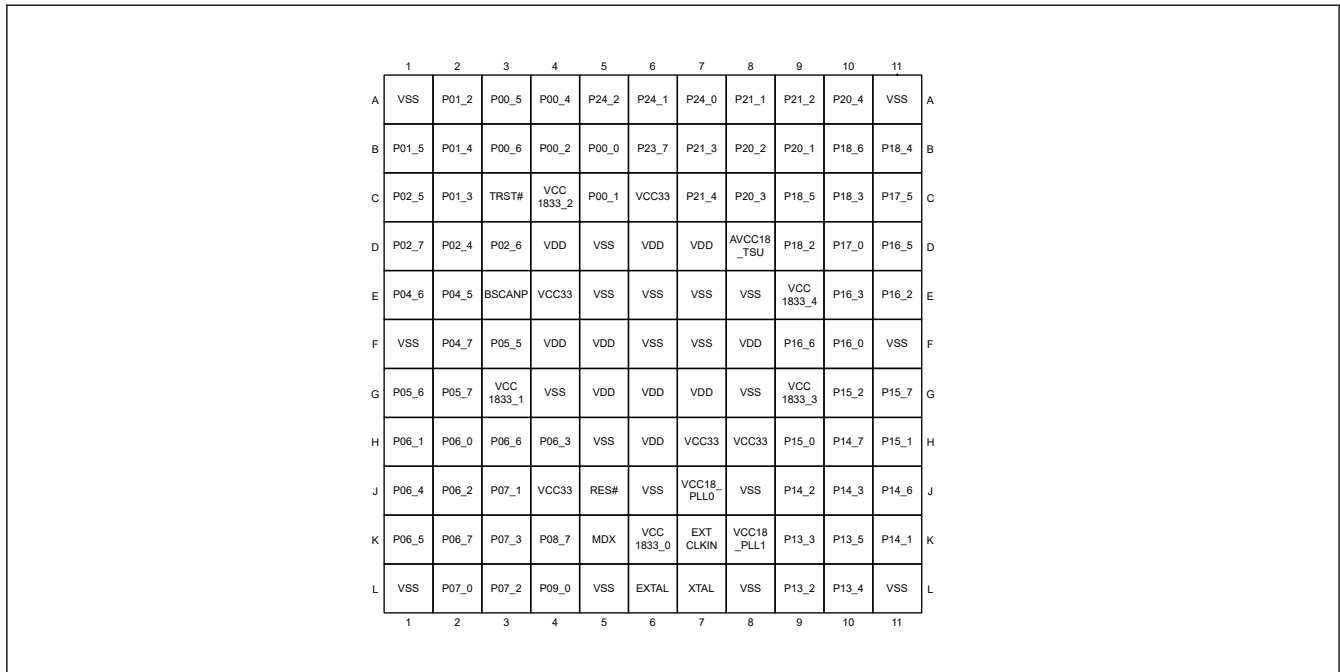 1 2 3 4 5 6 7 8 9 10 11
A VSS P01_2 P00_5 P00_4 P24_2 P24_1 P24_0 P21_1 P21_2 P20_4 VSS A
B P01_5 P01_4 P00_6 P00_2 P00_0 P23_7 P21_3 P20_2 P20_1 P18_6 P18_4 B
C P02_5 P01_3 TRST# VCC 1833_2 P00_1 VCC33 P21_4 P20_3 P18_5 P18_3 P17_5 C
D P02_7 P02_4 P02_6 VDD VSS VDD VDD AVCC18 _TSU P18_2 P17_0 P16_5 D
E P04_6 P04_5 BSCANP VCC33 VSS VSS VSS VSS VCC 1833_4 P16_3 P16_2 E
F VSS P04_7 P05_5 VDD VDD VSS VSS VDD P16_6 P16_0 VSS F
G P05_6 P05_7 VCC 1833_1 VSS VDD VDD VDD VSS VCC 1833_3 P15_2 P15_7 G
H P06_1 P06_0 P06_6 P06_3 VSS VDD VCC33 VCC33 P15_0 P14_7 P15_1 H
J P06_4 P06_2 P07_1 VCC33 RES# VSS VCC18_ PLL0 VSS P14_2 P14_3 P14_6 J
K P06_5 P06_7 P07_3 P08_7 MDX VCC 1833_0 EXT CLKIN VCC18 _PLL1 P13_3 P13_5 P14_1 K
L VSS P07_0 P07_2 P09_0 VSS EXTAL XTAL VSS P13_2 P13_4 VSS L
1 2 3 4 5 6 7 8 9 10 11